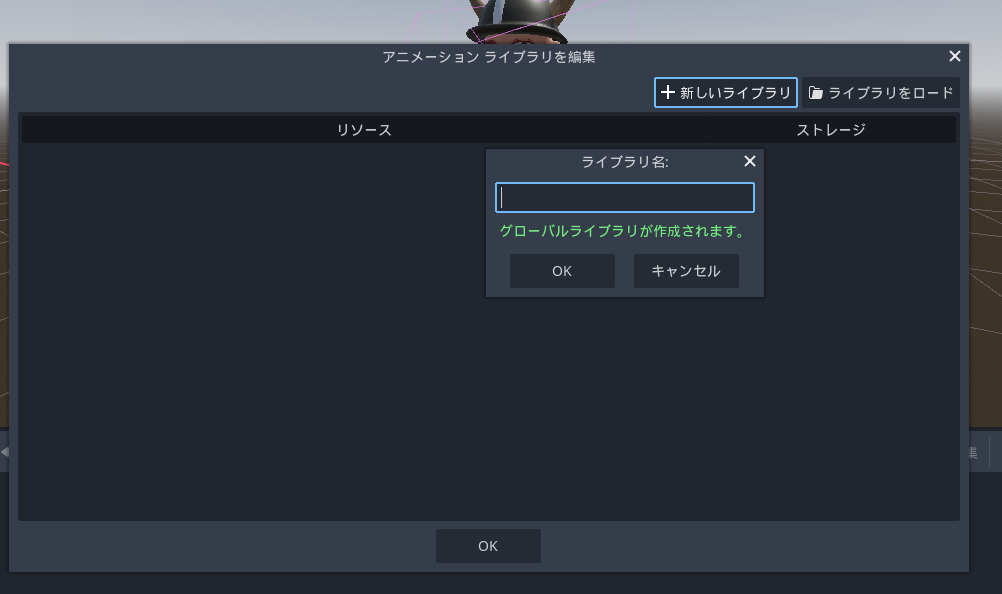 アニメーション ライブラリを編集
新しいライブラリ
ライブラリをロード
リソース
ストレージ
ライブラリ名:
グローバルライブラリが作成されます。
OK
キャンセル
集
OK